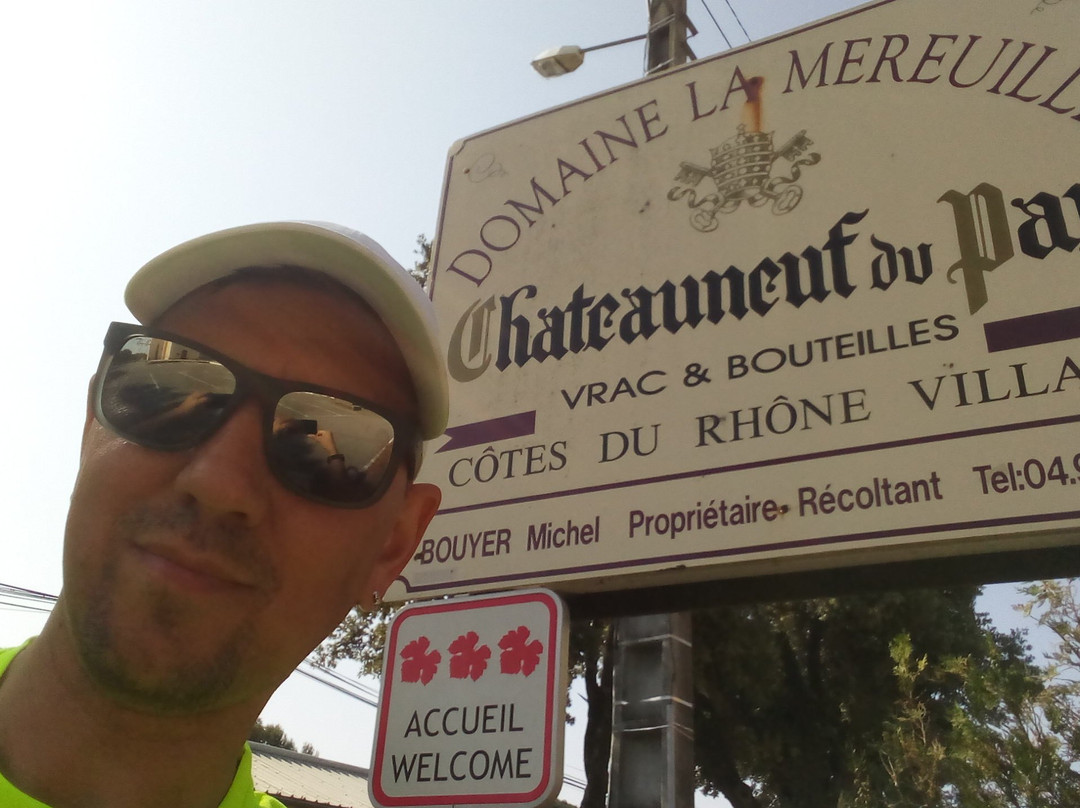 DOMAINE LA MEREUILL
Chateauneuf du Pa
VRAC & BOUTEILLES
CÔTES DU RHÔNE VILLA
BOUYER Michel Propriétaire-Récoltant Tel:04.9
ACCUEIL
WELCOME